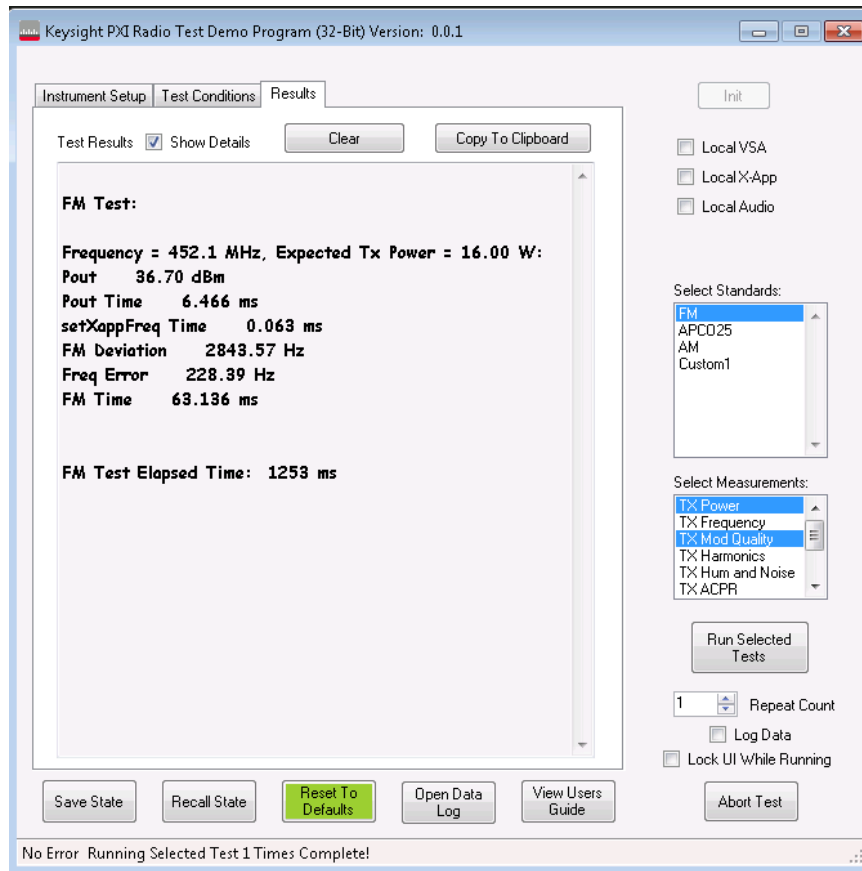 Keysight PXI Radio Test Demo Program (32-Bit) Version: 0.0.1
Instrument Setup
Test Conditions
Results
Test Results
Show Details
Clear
Copy To Clipboard
FM Test:
Frequency = 452.1 MHz, Expected Tx Power = 16.00 W:
Pout 36.70 dBm
Pout Time 6.466 ms
setXappFreq Time 0.063 ms
FM Deviation 2843.57 Hz
Freq Error 228.39 Hz
FM Time 63.136 ms
FM Test Elapsed Time: 1253 ms
Init
Local VSA
Local X-App
Local Audio
Select Standards:
FM
APCO25
AM
Custom1
Select Measurements:
TX Power
TX Frequency
TX Mod Quality
TX Harmonics
TX Hum and Noise
TX ACPR
Run Selected
Tests
1
Repeat Count
Log Data
Lock UI While Running
Save State
Recall State
Reset To
Defaults
Open Data
Log
View Users
Guide
Abort Test
No Error Running Selected Test 1 Times Complete!